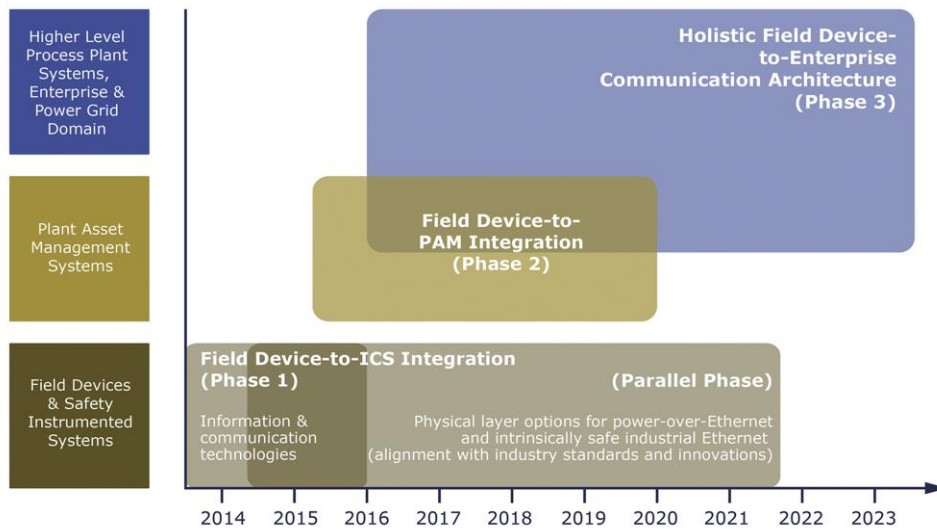 Higher Level
Process Plant
Systems,
Enterprise &
Power Grid
Domain
Holistic Field Device-
to-Enterprise
Communication Architecture
(Phase 3)
Plant Asset
Management
Systems
Field Device-to-
PAM Integration
(Phase 2)
Field Devices
& Safety
Instrumented
Systems
Field Device-to-ICS Integration
(Phase 1)
(Parallel Phase)
Information &
communication
technologies
Physical layer options for power-over-Ethernet
and intrinsically safe industrial Ethernet
(alignment with industry standards and innovations)
2014 2015 2016 2017 2018 2019 2020 2021 2022 2023